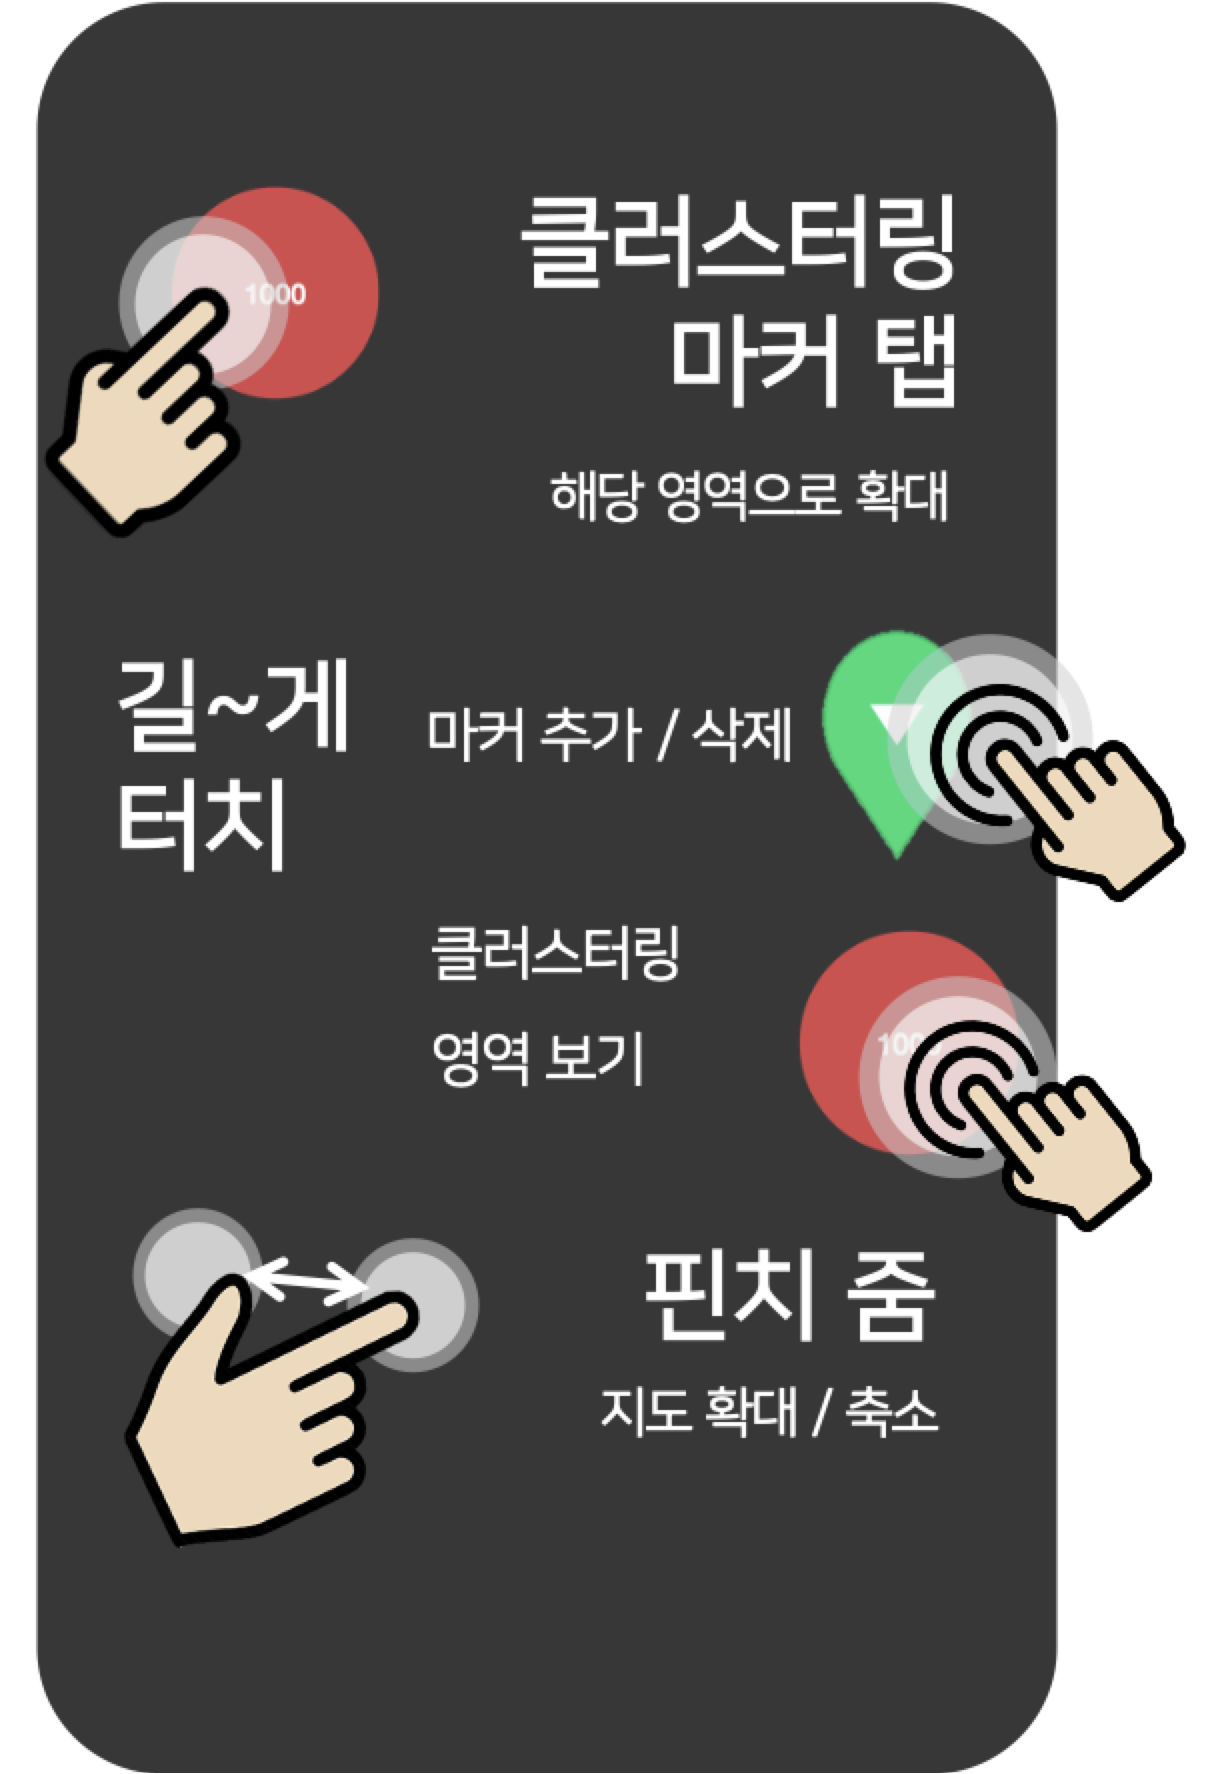 1000
클러스터링
마커 탭
해당 영역으로 확대
길~게
터치
마커 추가 / 삭제
클러스터링
영역 보기
핀치 줌
지도 확대 / 축소